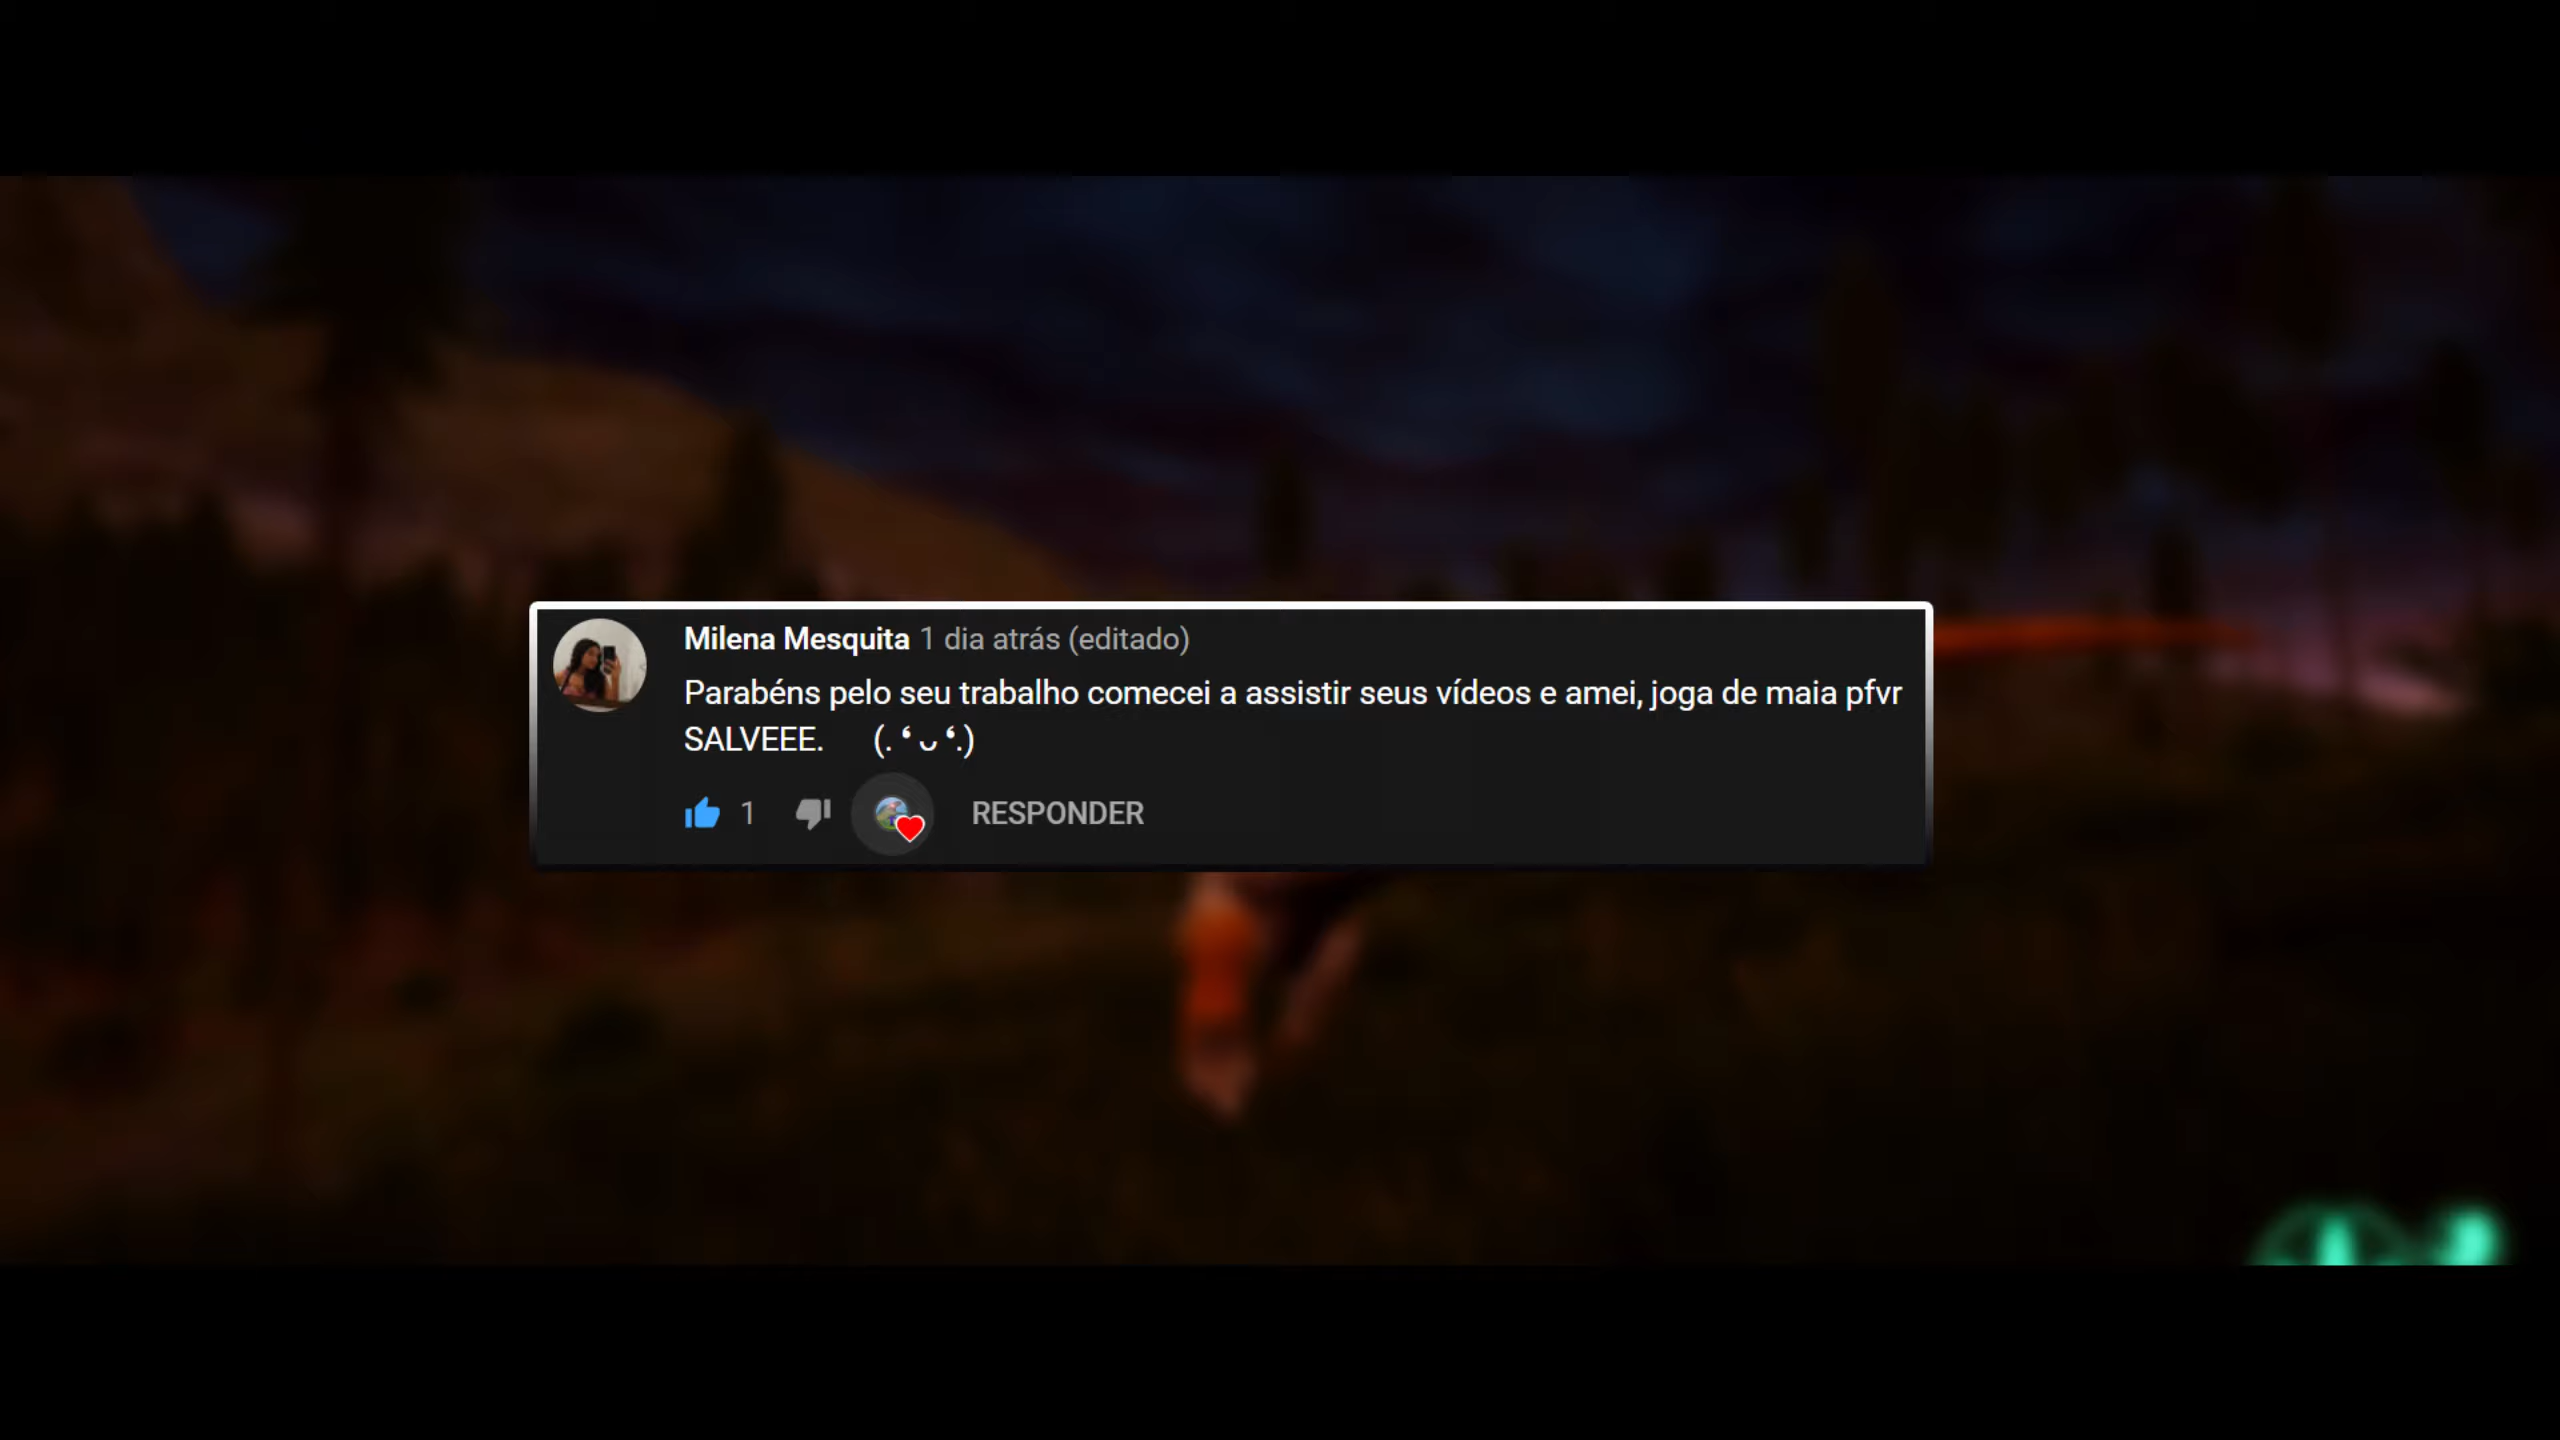 Milena Mesquita 1 dia atrás (editado)
Parabéns pelo seu trabalho comecei a assistir seus vídeos e amei, joga de maia pfvr
SALVEEE. (. ❛ ᴗ ❛.)
1 RESPONDER